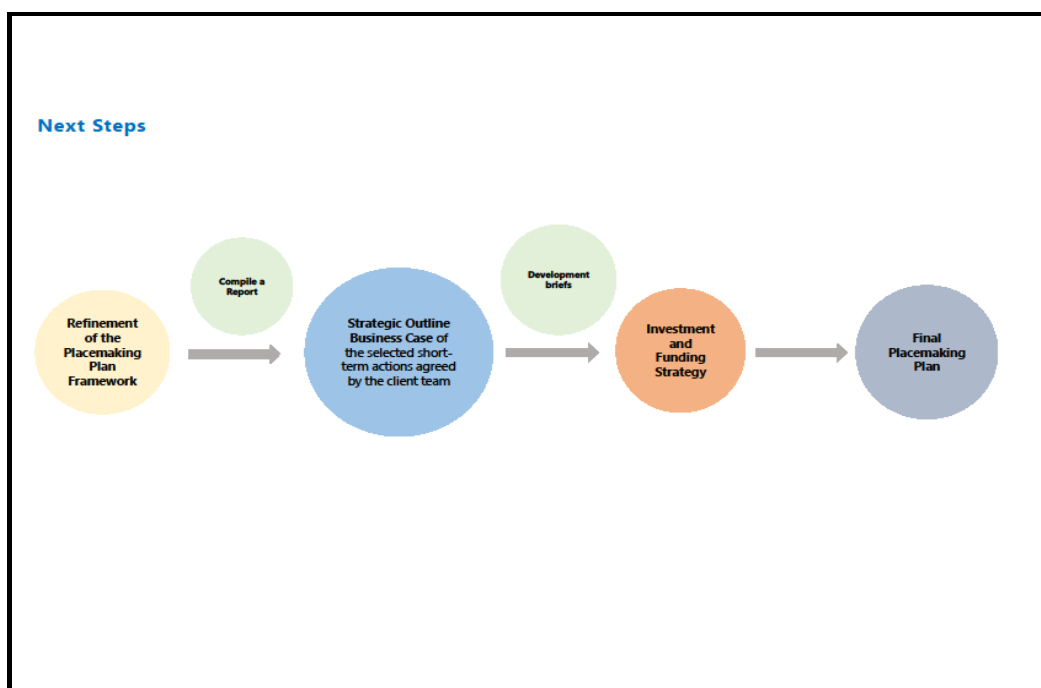 Next Steps
Refinement
of the
Placemaking
Plan
Framework
Compile a
Report
Strategic Outline
Business Case of
the selected short-
term actions agreed
by the client team
Development
briefs
Investment
and
Funding
Strategy
Final
Placemaking
Plan